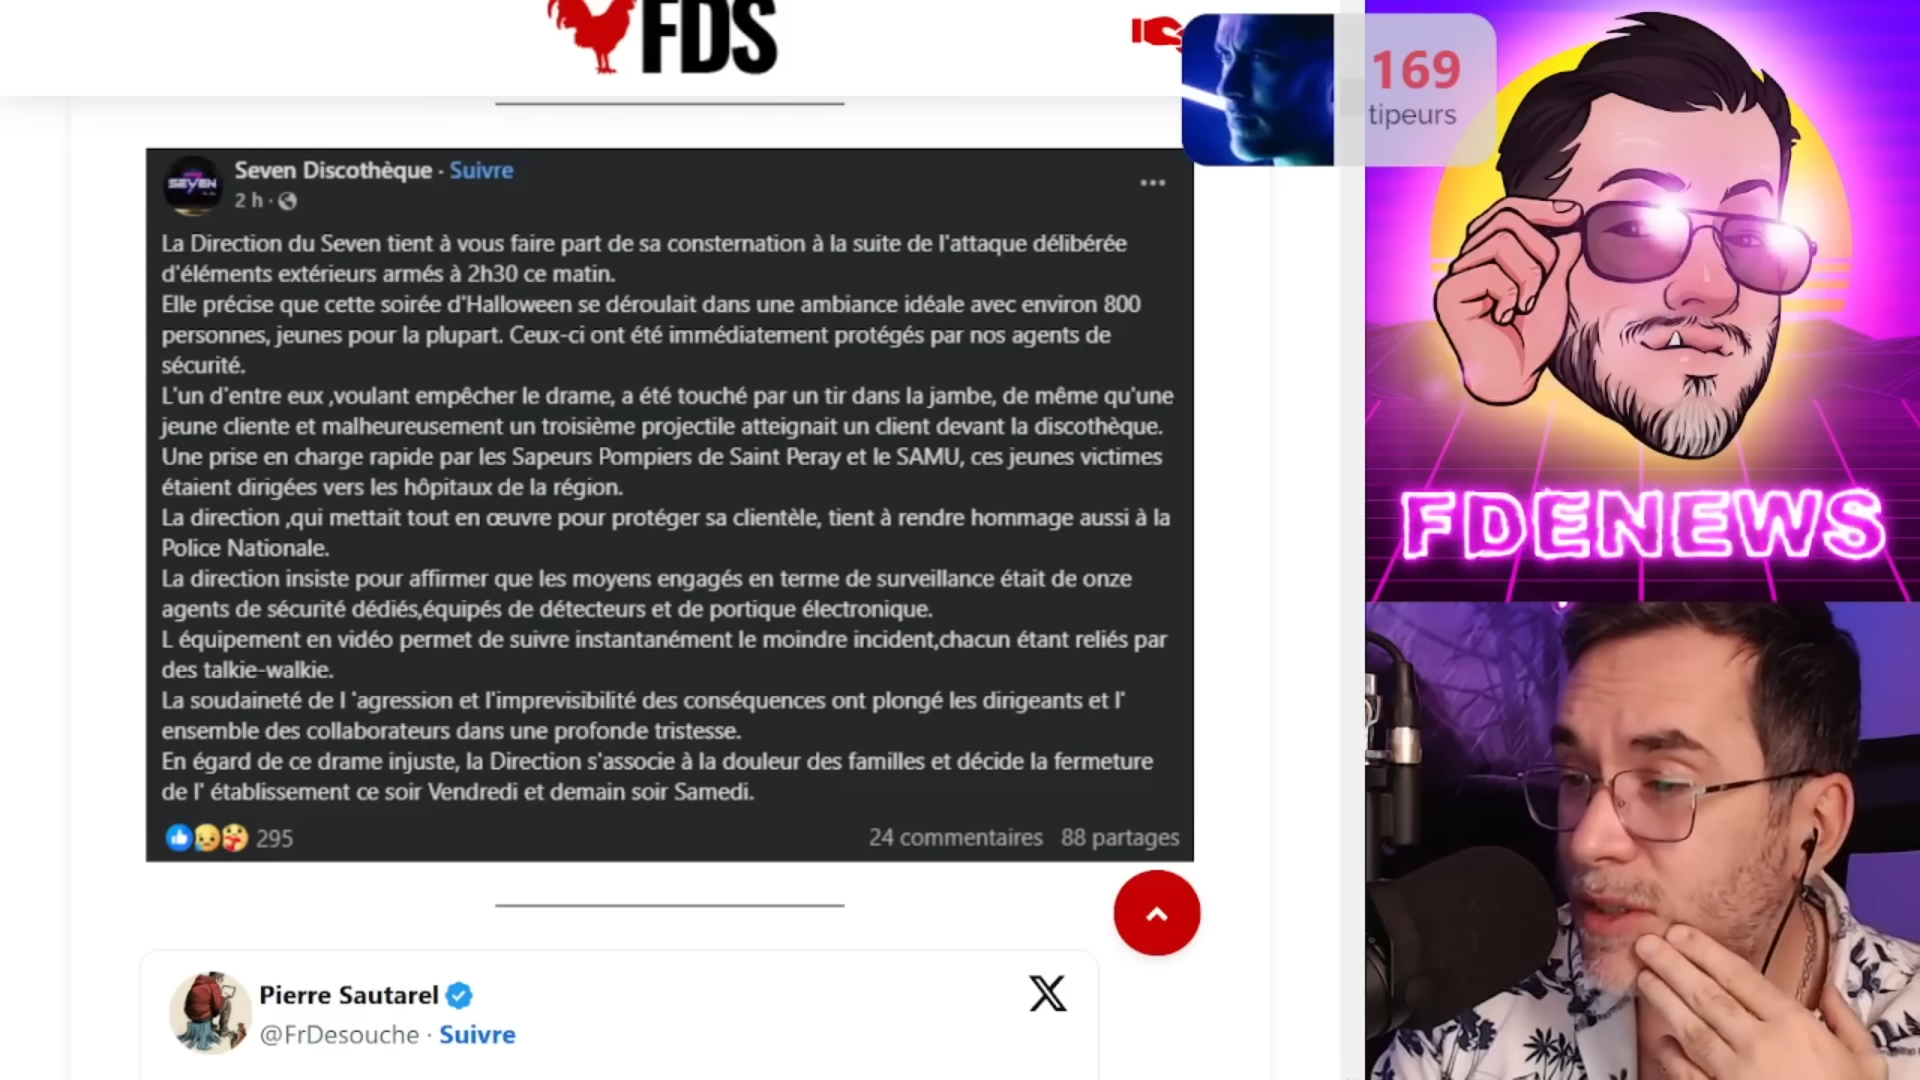 FDS
169
tipeurs
SEVEN
Seven Discothèque · Suivre
2 h ·
La Direction du Seven tient à vous faire part de sa consternation à la suite de l'attaque délibérée
d'éléments extérieurs armés à 2h30 ce matin.
Elle précise que cette soirée d'Halloween se déroulait dans une ambiance idéale avec environ 800
personnes, jeunes pour la plupart. Ceux-ci ont été immédiatement protégés par nos agents de
sécurité.
L'un d'entre eux ,voulant empêcher le drame, a été touché par un tir dans la jambe, de même qu'une
jeune cliente et malheureusement un troisième projectile atteignait un client devant la discothèque.
Une prise en charge rapide par les Sapeurs Pompiers de Saint Peray et le SAMU, ces jeunes victimes
étaient dirigées vers les hôpitaux de la région.
La direction ,qui mettait tout en œuvre pour protéger sa clientèle, tient à rendre hommage aussi à la
Police Nationale.
La direction insiste pour affirmer que les moyens engagés en terme de surveillance était de onze
agents de sécurité dédiés,équipés de détecteurs et de portique électronique.
L équipement en vidéo permet de suivre instantanément le moindre incident,chacun étant reliés par
des talkie-walkie.
La soudaineté de l 'agression et l'imprevisibilité des conséquences ont plongé les dirigeants et l'
ensemble des collaborateurs dans une profonde tristesse.
En égard de ce drame injuste, la Direction s'associe à la douleur des familles et décide la fermeture
de l' établissement ce soir Vendredi et demain soir Samedi.
295
24 commentaires 88 partages
Pierre Sautarel
@FrDesouche · Suivre
FDENEWS